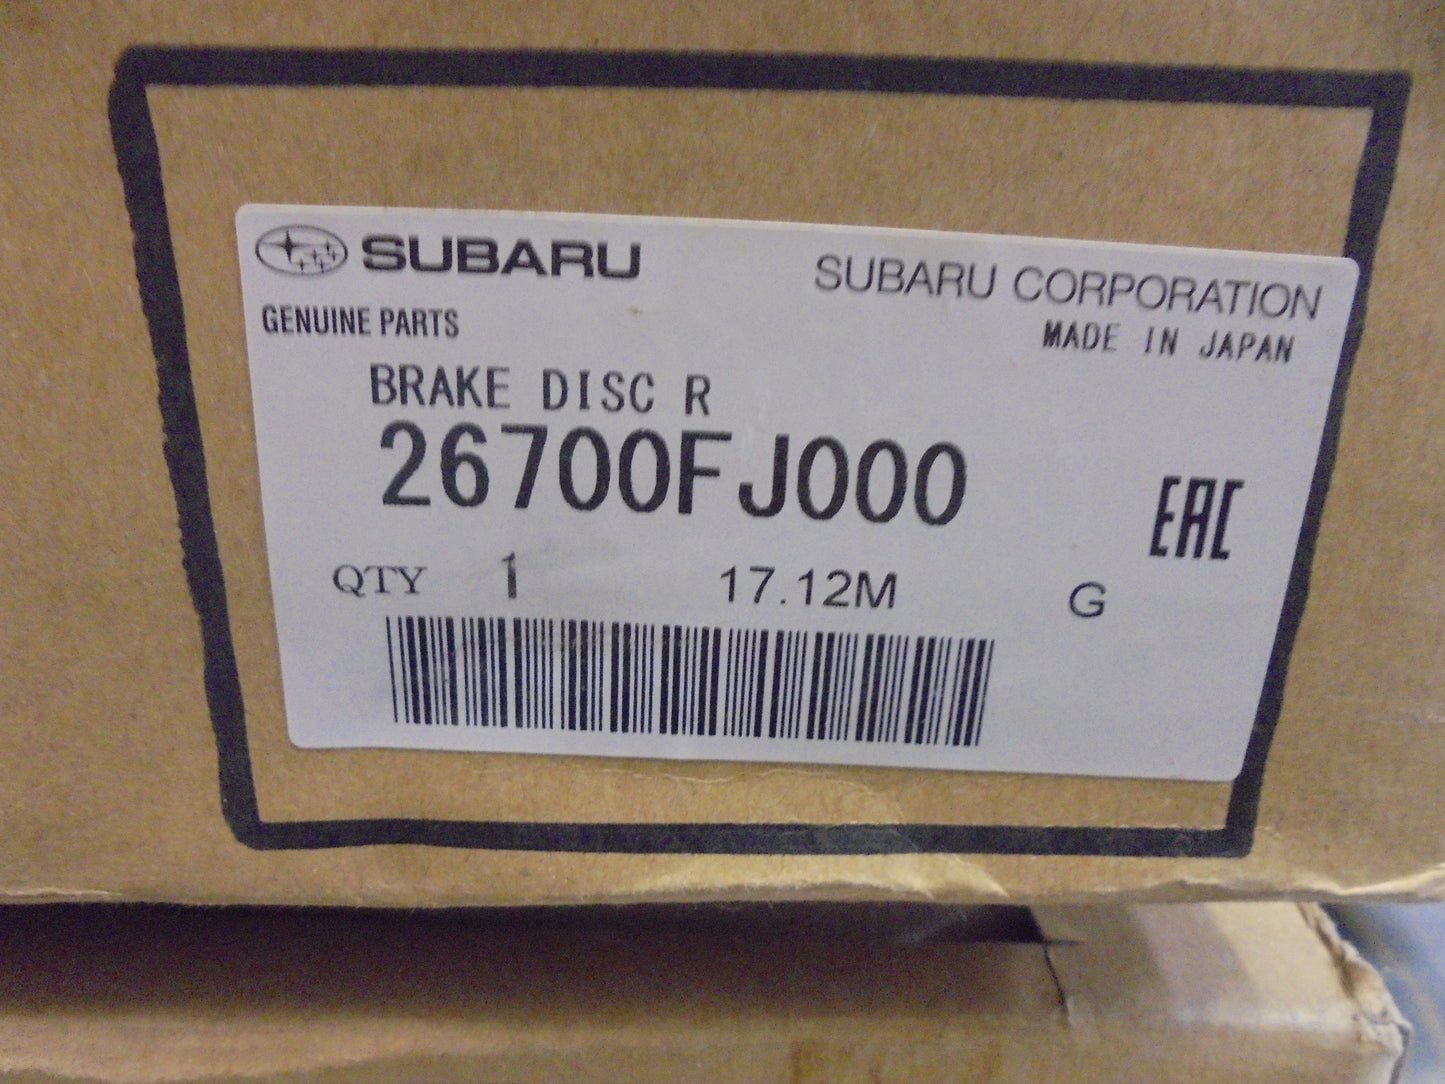 SUBARU
SUBARU CORPORATION
GENUINE PARTS
MADE IN JAPAN
BRAKE DISC R
26700FJ000
EAC
QTY 1 17.12M G